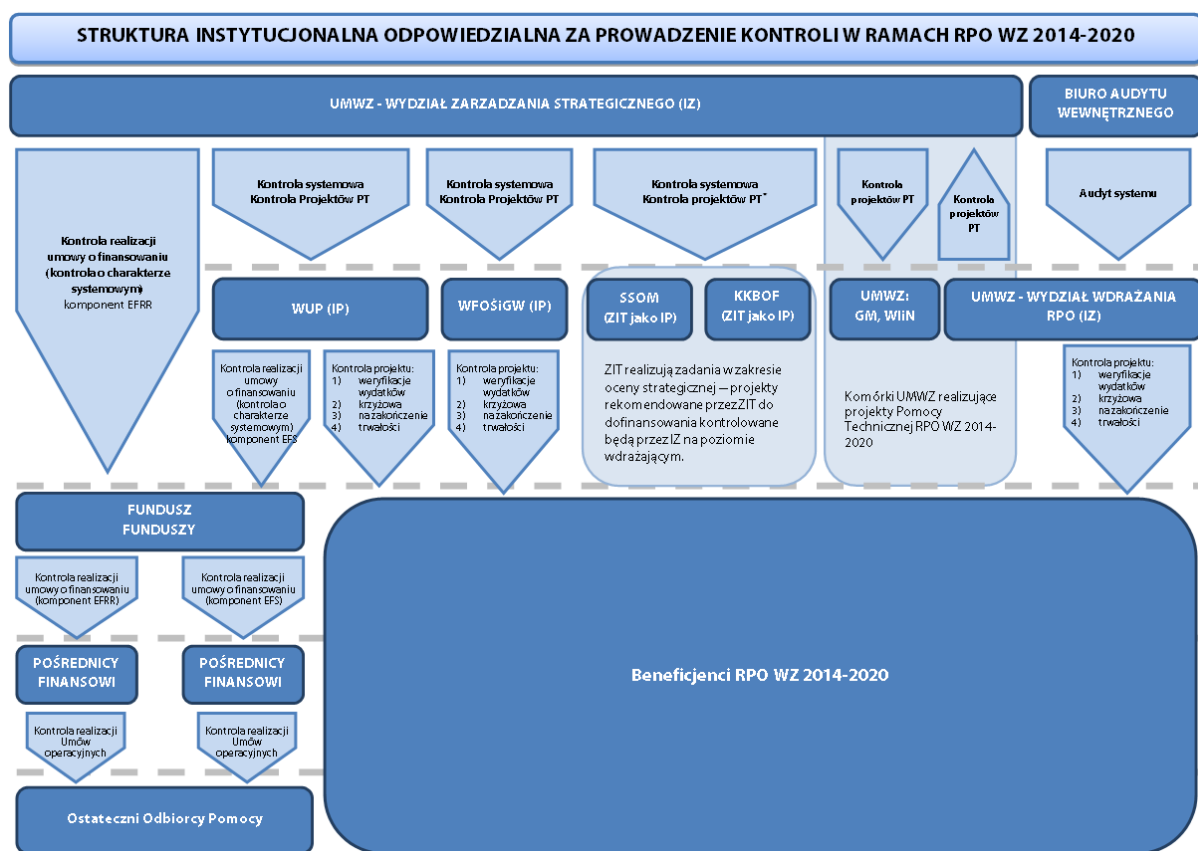 STRUKTURA INSTYTUCJONALNA ODPOWIEDZIALNA ZA PROWADZENIE KONTROLI W RAMACH RPO WZ 2014-2020
UMWZ - WYDZIAŁ ZARZADZANIA STRATEGICZNEGO (IZ)
BIURO AUDYTU
WEWNĘTRZNEGO
Kontrola realizacji
umowy o finansowaniu
(kontrola o charakterze
systemowym)
komponent EFRR
Kontrola systemowa
Kontrola Projektów PT
Kontrola systemowa
Kontrola Projektów PT
Kontrola systemowa
Kontrola projektów PT*
Kontrola
projektów PT
Kontrola
projektów
PT
Audyt systemu
WUP (IP)
WFOŚiGW (IP)
SSOM
(ZIT jako IP)
KKBOF
(ZIT jako IP)
UMWZ:
GM, WIiN
UMWZ - WYDZIAŁ WDRAŻANIA
RPO (IZ)
Kontrola realizacji
umowy
o finansowaniu
(kontrola o
charakterze
systemowym)
komponent EFS
Kontrola projektu:
1) weryfikacje
wydatków
2) krzyżowa
3) na zakończenie
4) trwałości
Kontrola projektu:
1) weryfikacje
wydatków
2) krzyżowa
3) na zakończenie
4) trwałości
ZIT realizują zadania w zakresie
oceny strategicznej — projekty
rekomendowane przez ZIT do
dofinansowania kontrolowane
będą przez IZ na poziomie
wdrażającym.
Komórki UMWZ realizujące
projekty Pomocy
Technicznej RPO WZ 2014-
2020
Kontrola projektu:
1) weryfikacje
wydatków
2) krzyżowa
3) na zakończenie
4) trwałości
FUNDUSZ
FUNDUSZY
Kontrola realizacji
umowy o finansowaniu
(komponent EFRR)
Kontrola realizacji
umowy o finansowaniu
(komponent EFS)
POŚREDNICY
FINANSOWI
POŚREDNICY
FINANSOWI
Kontrola realizacji
Umów
operacyjnych
Kontrola realizacji
Umów
operacyjnych
Ostateczni Odbiorcy Pomocy
Beneficjenci RPO WZ 2014-2020